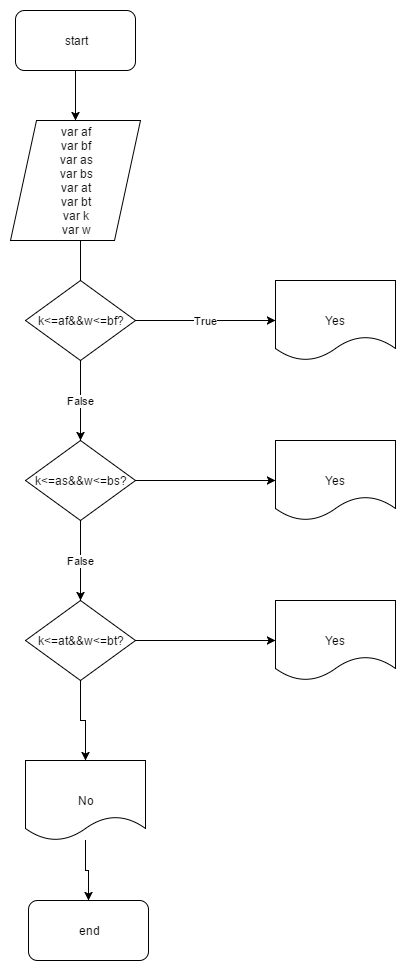 start
var af
var bf
var as
var bs
var at
var bt
var k
var w
k<=af&&w<=bf?
True
Yes
False
k<=as&&w<=bs?
Yes
False
k<=at&&w<=bt?
Yes
No
end